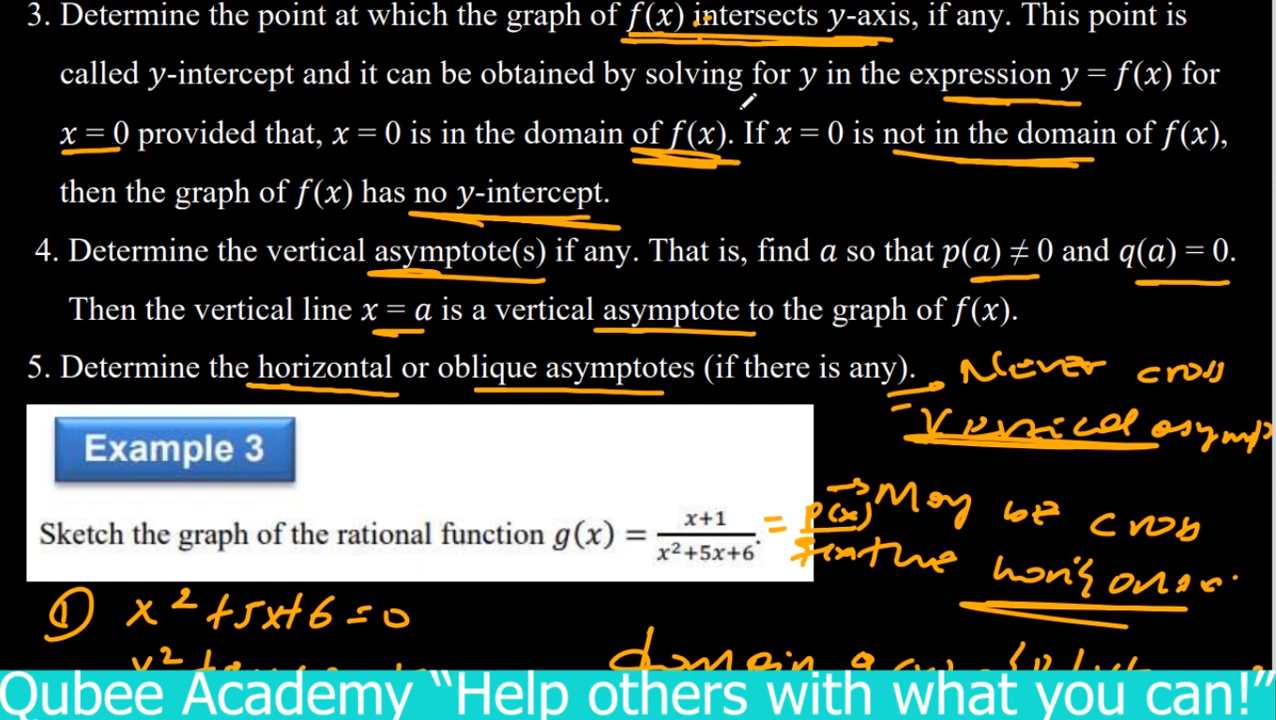 3. Determine the point at which the graph of f(x) intersects y-axis, if any. This point is
called y-intercept and it can be obtained by solving for y in the expression y = f(x) for
x = 0 provided that, x = 0 is in the domain of f(x). If x = 0 is not in the domain of f(x),
then the graph of f(x) has no y-intercept.
4. Determine the vertical asymptote(s) if any. That is, find a so that p(a) ≠ 0 and q(a) = 0.
Then the vertical line x = a is a vertical asymptote to the graph of f(x).
5. Determine the horizontal or oblique asymptotes (if there is any).
Never cross
Vertical asymp
Example 3
→ May be cross
the horizontal
Sketch the graph of the rational function g(x) = x+1 / x²+5x+6. = p(x)
① x² + 5x + 6 = 0
domain
Qubee Academy “Help others with what you can!”